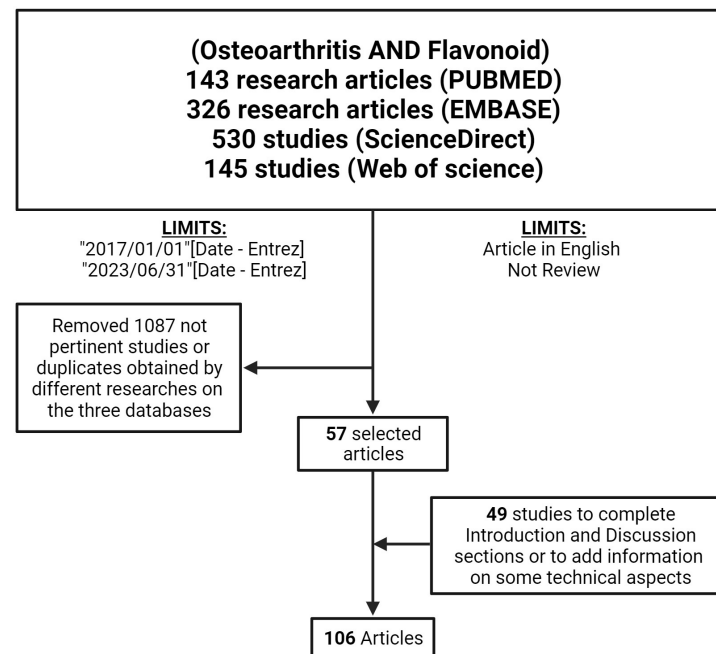 (Osteoarthritis AND Flavonoid)
143 research articles (PUBMED)
326 research articles (EMBASE)
530 studies (ScienceDirect)
145 studies (Web of science)
LIMITS:
"2017/01/01"[Date - Entrez]
"2023/06/31"[Date - Entrez]
LIMITS:
Article in English
Not Review
Removed 1087 not
pertinent studies or
duplicates obtained by
different researches on
the three databases
57 selected
articles
49 studies to complete
Introduction and Discussion
sections or to add information
on some technical aspects
106 Articles